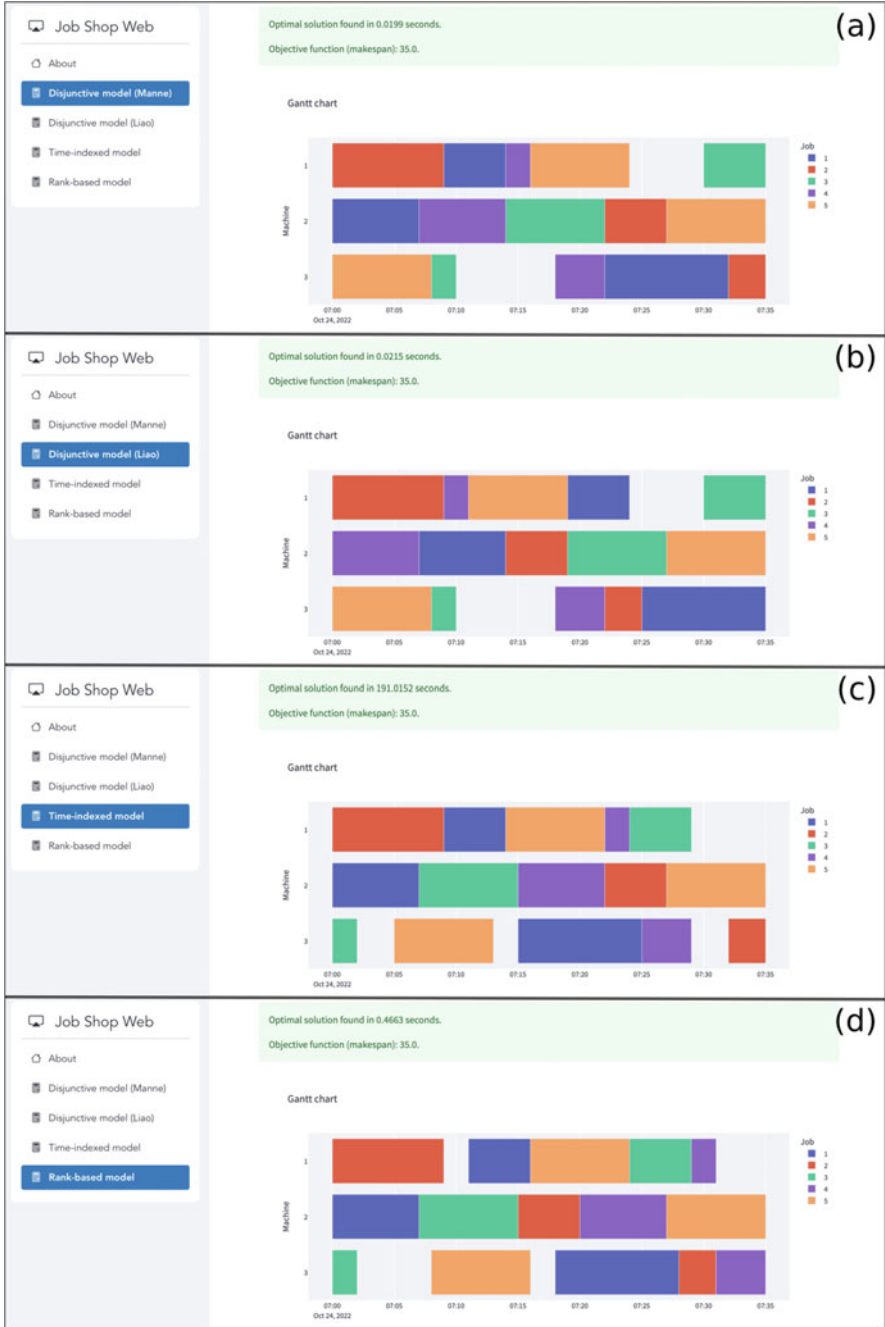 Job Shop Web
About
Disjunctive model (Manne)
Disjunctive model (Liao)
Time-indexed model
Rank-based model
Optimal solution found in 0.0199 seconds.
Objective function (makespan): 35.0.
(a)
Gantt chart
Machine
1
2
3
07:00 07:05 07:10 07:15 07:20 07:25 07:30 07:35
Oct 24, 2022
Job
1
2
3
4
5
Job Shop Web
About
Disjunctive model (Manne)
Disjunctive model (Liao)
Time-indexed model
Rank-based model
Optimal solution found in 0.0215 seconds.
Objective function (makespan): 35.0.
(b)
Gantt chart
Machine
1
2
3
07:00 07:05 07:10 07:15 07:20 07:25 07:30 07:35
Oct 24, 2022
Job
1
2
3
4
5
Job Shop Web
About
Disjunctive model (Manne)
Disjunctive model (Liao)
Time-indexed model
Rank-based model
Optimal solution found in 191.0152 seconds.
Objective function (makespan): 35.0.
(c)
Gantt chart
Machine
1
2
3
07:00 07:05 07:10 07:15 07:20 07:25 07:30 07:35
Oct 24, 2022
Job
1
2
3
4
5
Job Shop Web
About
Disjunctive model (Manne)
Disjunctive model (Liao)
Time-indexed model
Rank-based model
Optimal solution found in 0.4663 seconds.
Objective function (makespan): 35.0.
(d)
Gantt chart
Machine
1
2
3
07:00 07:05 07:10 07:15 07:20 07:25 07:30 07:35
Oct 24, 2022
Job
1
2
3
4
5